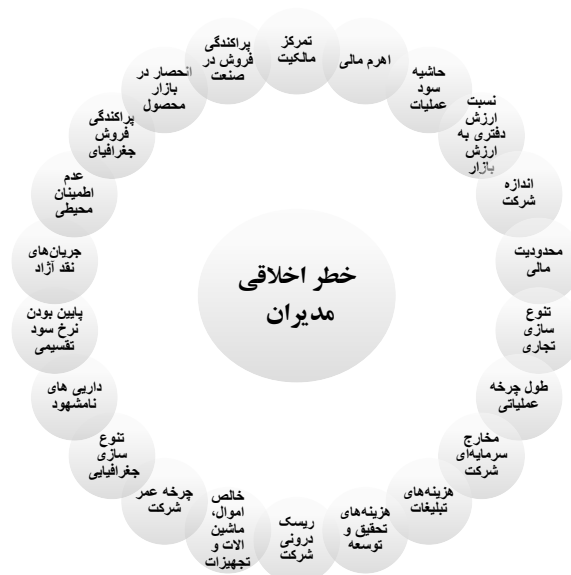 خطر اخلاقی
مدیران
تمرکز
مالکیت
اهرم مالی
حاشیه
سود
عملیات
نسبت
ارزش
دفتری به
ارزش
بازار
اندازه
شرکت
محدودیت
مالی
تنوع
سازی
تجاری
طول چرخه
عملیاتی
مخارج
سرمایه‌ای
شرکت
هزینه‌های
تبلیغات
هزینه‌های
تحقیق و
توسعه
ریسک
درونی
شرکت
خالص
اموال،
ماشین
الات و
تجهیزات
چرخه عمر
شرکت
تنوع
سازی
جغرافیایی
داریی های
نامشهود
پایین بودن
نرخ سود
تقسیمی
جریان‌های
نقد آزاد
عدم
اطمینان
محیطی
پراکندگی
فروش
جغرافیای
انحصار در
بازار
محصول
پراکندگی
فروش در
صنعت